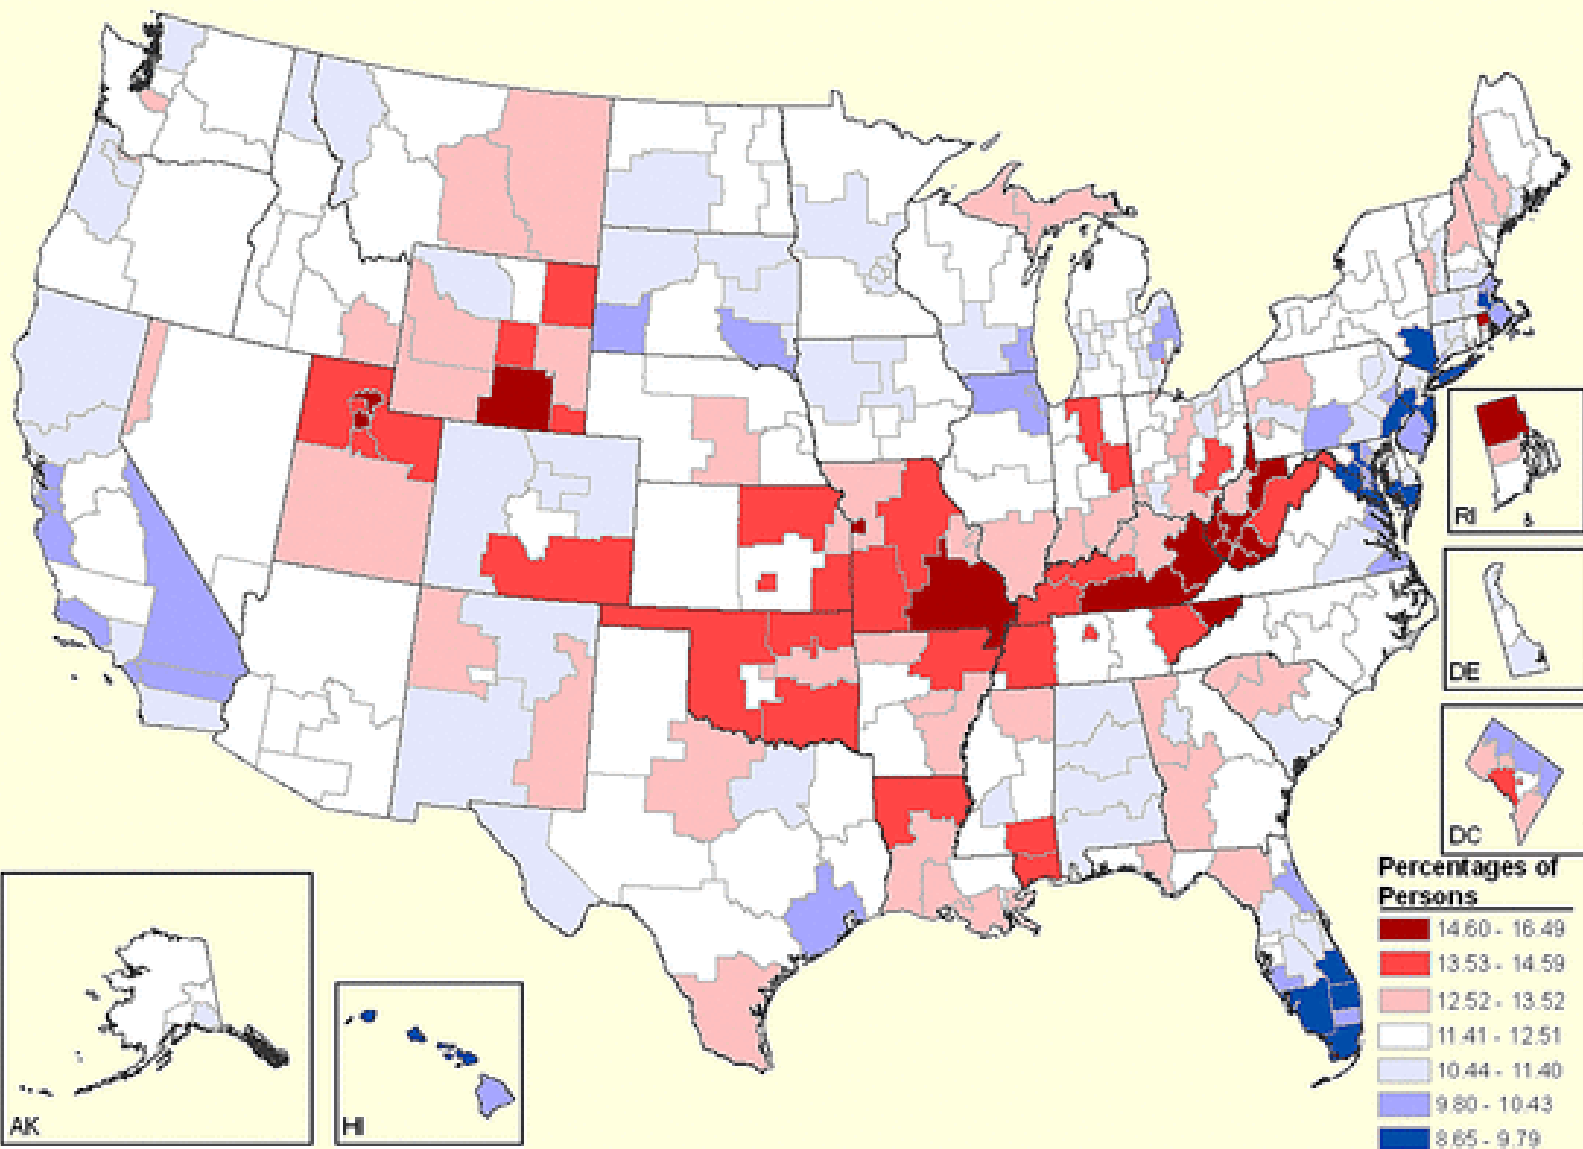 RI
DE
DC
Percentages of
Persons
14.60 - 16.49
13.53 - 14.59
12.52 - 13.52
11.41 - 12.51
10.44 - 11.40
9.80 - 10.43
8.65 - 9.79
AK
HI